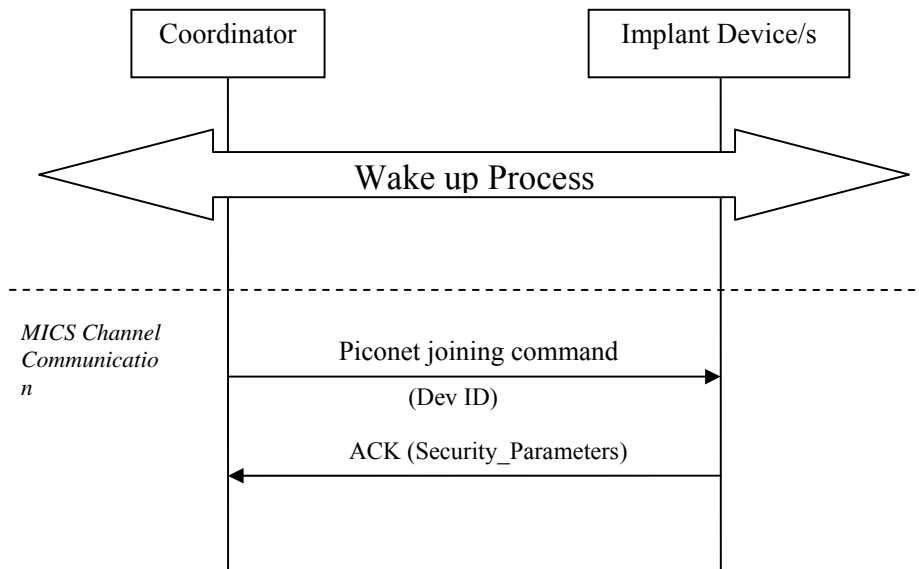 Coordinator
Implant Device/s
Wake up Process
MICS Channel
Communicatio
n
Piconet joining command
(Dev ID)
ACK (Security_Parameters)